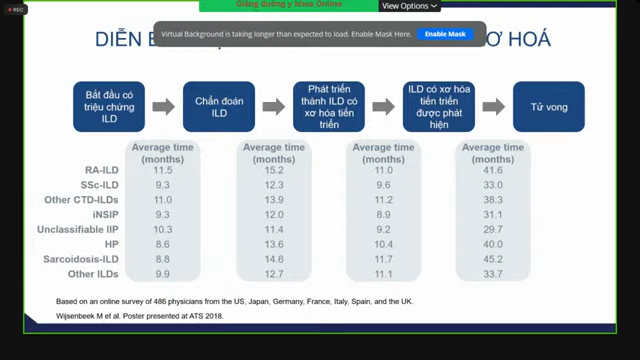 REC
Giảng đường y khoa Online
View Options
Virtual Background is taking longer than expected to load. Enable Mask Here. Enable Mask
DIỄN XƠ HOÁ
Bắt đầu có triệu chứng ILD
Chẩn đoán ILD
Phát triển thành ILD có xơ hóa tiến triển
ILD có xơ hóa tiến triển được phát hiện
Tử vong
Average time (months) Average time (months) Average time (months) Average time (months)
RA-ILD 11.5 15.2 11.0 41.6
SSc-ILD 9.3 12.3 9.6 33.0
Other CTD-ILDs 11.0 13.9 11.2 38.3
iNSIP 9.3 12.0 8.9 31.1
Unclassifiable IIP 10.3 11.4 9.2 29.7
HP 8.6 13.6 10.4 40.0
Sarcoidosis-ILD 8.8 14.6 11.7 45.2
Other ILDs 9.9 12.7 11.1 33.7
Based on an online survey of 486 physicians from the US, Japan, Germany, France, Italy, Spain, and the UK.
Wijsenbeek M et al. Poster presented at ATS 2018.